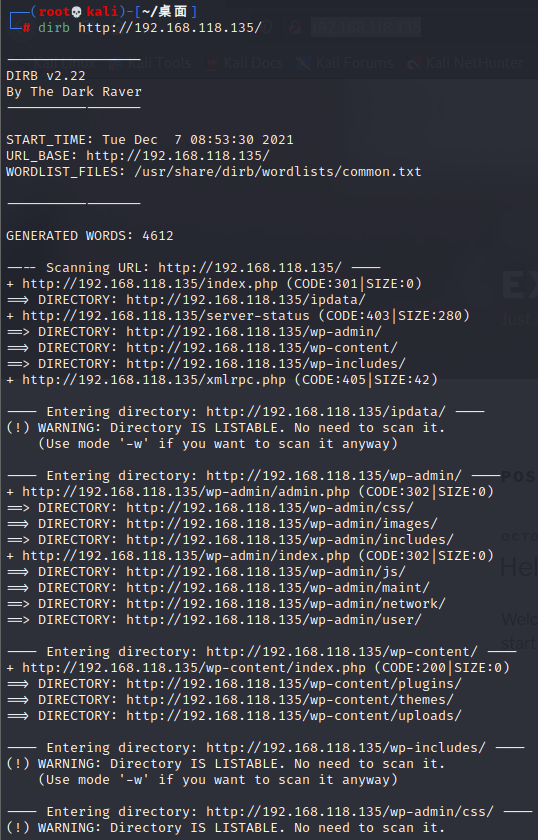 (root💀kali)-[~/桌面]
# dirb http://192.168.118.135/
Kali Linux Kali Tools Kali Docs Kali Forums Kali NetHunter
-----------------
DIRB v2.22
By The Dark Raver
-----------------
START_TIME: Tue Dec  7 08:53:30 2021
URL_BASE: http://192.168.118.135/
WORDLIST_FILES: /usr/share/dirb/wordlists/common.txt
-----------------
GENERATED WORDS: 4612
---- Scanning URL: http://192.168.118.135/ ----
+ http://192.168.118.135/index.php (CODE:301|SIZE:0)
==> DIRECTORY: http://192.168.118.135/ipdata/
+ http://192.168.118.135/server-status (CODE:403|SIZE:280)
==> DIRECTORY: http://192.168.118.135/wp-admin/
==> DIRECTORY: http://192.168.118.135/wp-content/
==> DIRECTORY: http://192.168.118.135/wp-includes/
+ http://192.168.118.135/xmlrpc.php (CODE:405|SIZE:42)
---- Entering directory: http://192.168.118.135/ipdata/ ----
(!) WARNING: Directory IS LISTABLE. No need to scan it.
(Use mode '-w' if you want to scan it anyway)
---- Entering directory: http://192.168.118.135/wp-admin/ ----
+ http://192.168.118.135/wp-admin/admin.php (CODE:302|SIZE:0)
==> DIRECTORY: http://192.168.118.135/wp-admin/css/
==> DIRECTORY: http://192.168.118.135/wp-admin/images/
==> DIRECTORY: http://192.168.118.135/wp-admin/includes/
+ http://192.168.118.135/wp-admin/index.php (CODE:302|SIZE:0)
==> DIRECTORY: http://192.168.118.135/wp-admin/js/
==> DIRECTORY: http://192.168.118.135/wp-admin/maint/
==> DIRECTORY: http://192.168.118.135/wp-admin/network/
==> DIRECTORY: http://192.168.118.135/wp-admin/user/
---- Entering directory: http://192.168.118.135/wp-content/ ----
+ http://192.168.118.135/wp-content/index.php (CODE:200|SIZE:0)
==> DIRECTORY: http://192.168.118.135/wp-content/plugins/
==> DIRECTORY: http://192.168.118.135/wp-content/themes/
==> DIRECTORY: http://192.168.118.135/wp-content/uploads/
---- Entering directory: http://192.168.118.135/wp-includes/ ----
(!) WARNING: Directory IS LISTABLE. No need to scan it.
(Use mode '-w' if you want to scan it anyway)
---- Entering directory: http://192.168.118.135/wp-admin/css/ ----
(!) WARNING: Directory IS LISTABLE. No need to scan it.